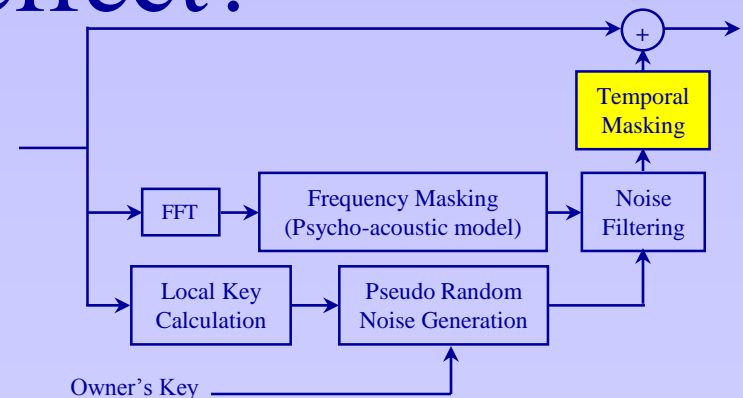 +
Temporal
Masking
FFT
Frequency Masking
(Psycho-acoustic model)
Noise
Filtering
Local Key
Calculation
Pseudo Random
Noise Generation
Owner's Key